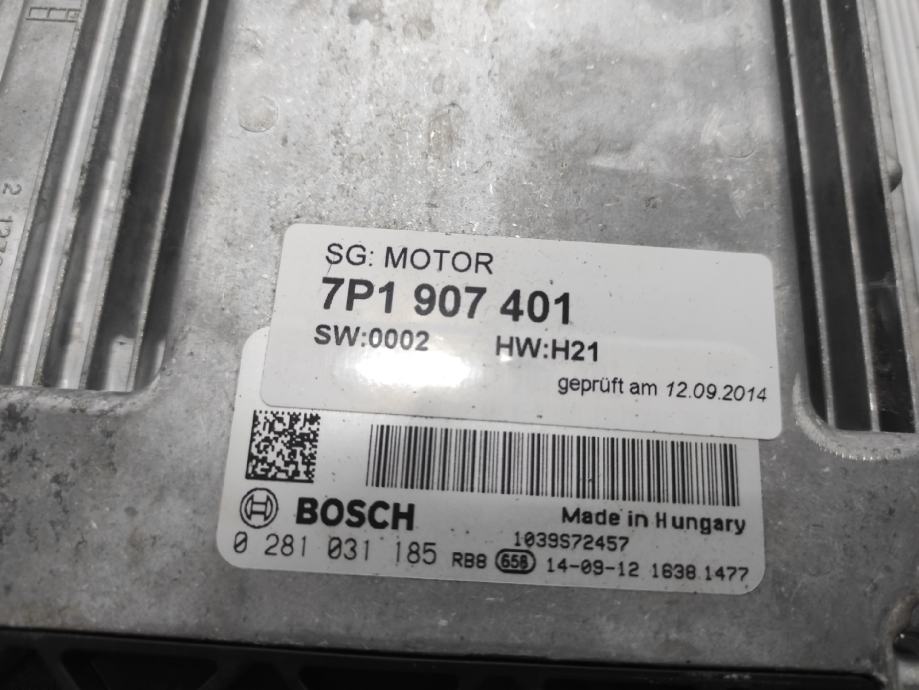 SG: MOTOR
7P1 907 401
SW:0002 HW:H21
geprüft am 12.09.2014
BOSCH
Made in Hungary
1039S72457
0 281 031 185 RB8 656 14-09-12 1638 1477